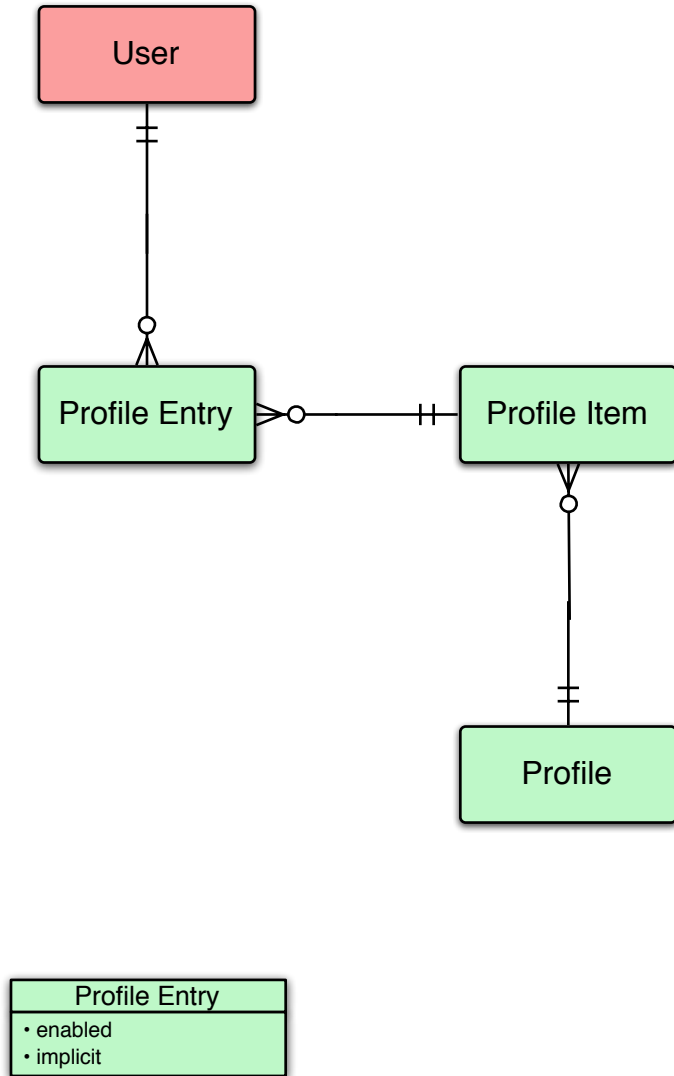 User
Profile Entry
Profile Item
Profile
Profile Entry
• enabled
• implicit